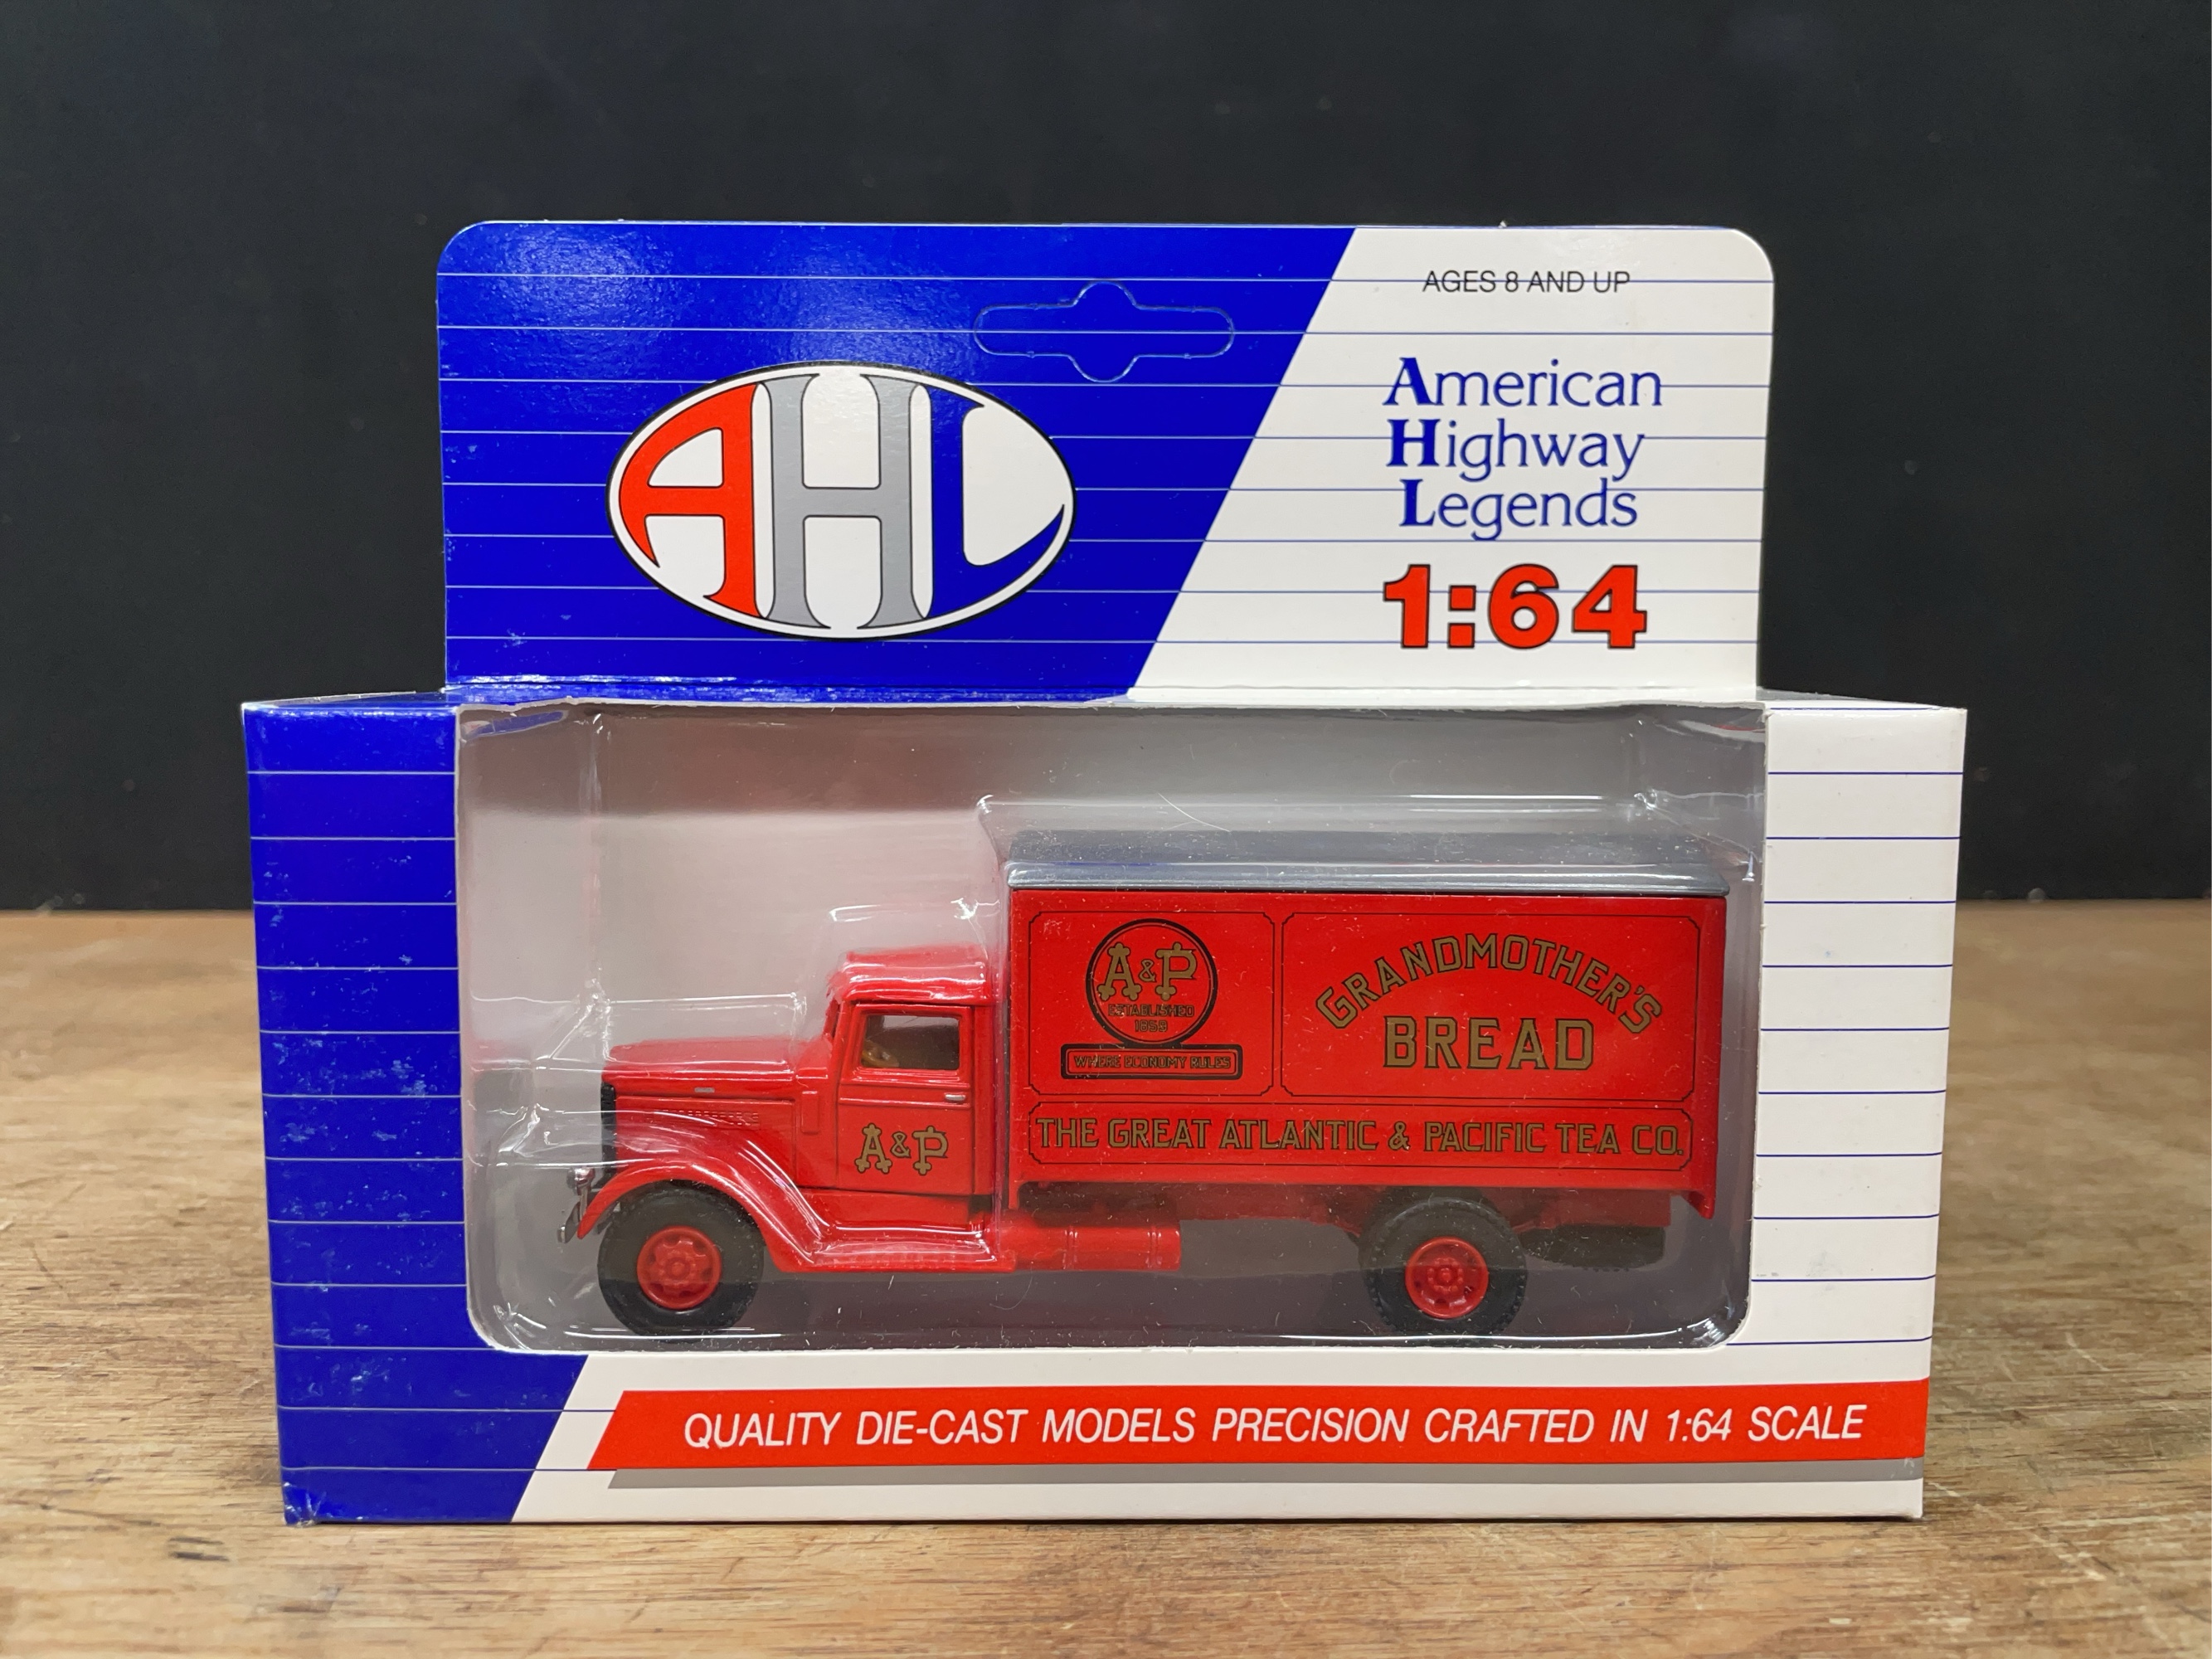 AGES 8 AND UP
AHL
American
Highway
Legends
1:64
A&P
ESTABLISHED
1859
WHERE ECONOMY RULES
GRANDMOTHER'S
BREAD
THE GREAT ATLANTIC & PACIFIC TEA CO.
A&P
QUALITY DIE-CAST MODELS PRECISION CRAFTED IN 1:64 SCALE